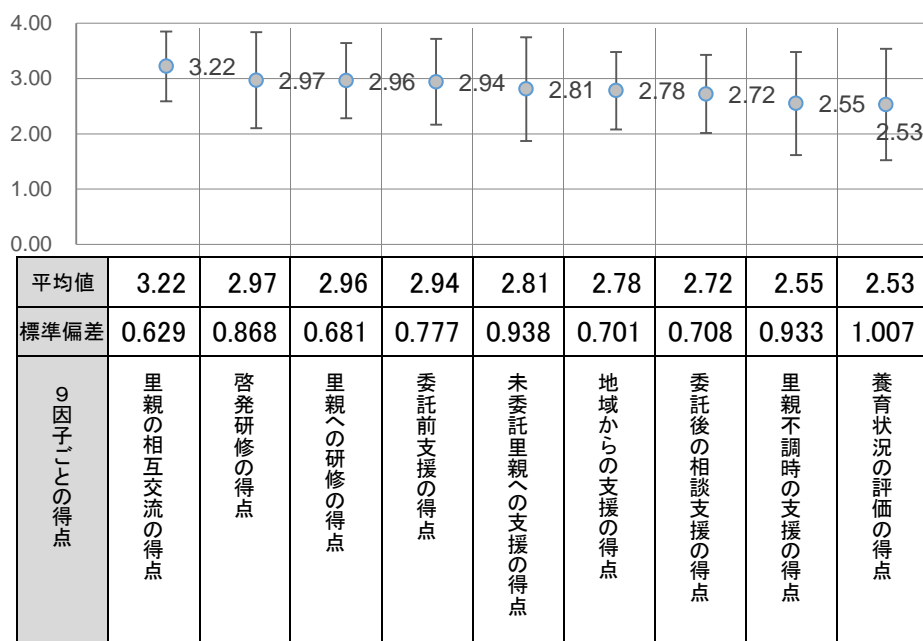 4.00
3.00
2.00
1.00
0.00
3.22
2.97
2.96
2.94
2.81
2.78
2.72
2.55
2.53
平均値 3.22 2.97 2.96 2.94 2.81 2.78 2.72 2.55 2.53
標準偏差 0.629 0.868 0.681 0.777 0.938 0.701 0.708 0.933 1.007
９因子ごとの得点
里親の相互交流の得点
啓発研修の得点
里親への研修の得点
委託前支援の得点
未委託里親への支援の得点
地域からの支援の得点
委託後の相談支援の得点
里親不調時の支援の得点
養育状況の評価の得点